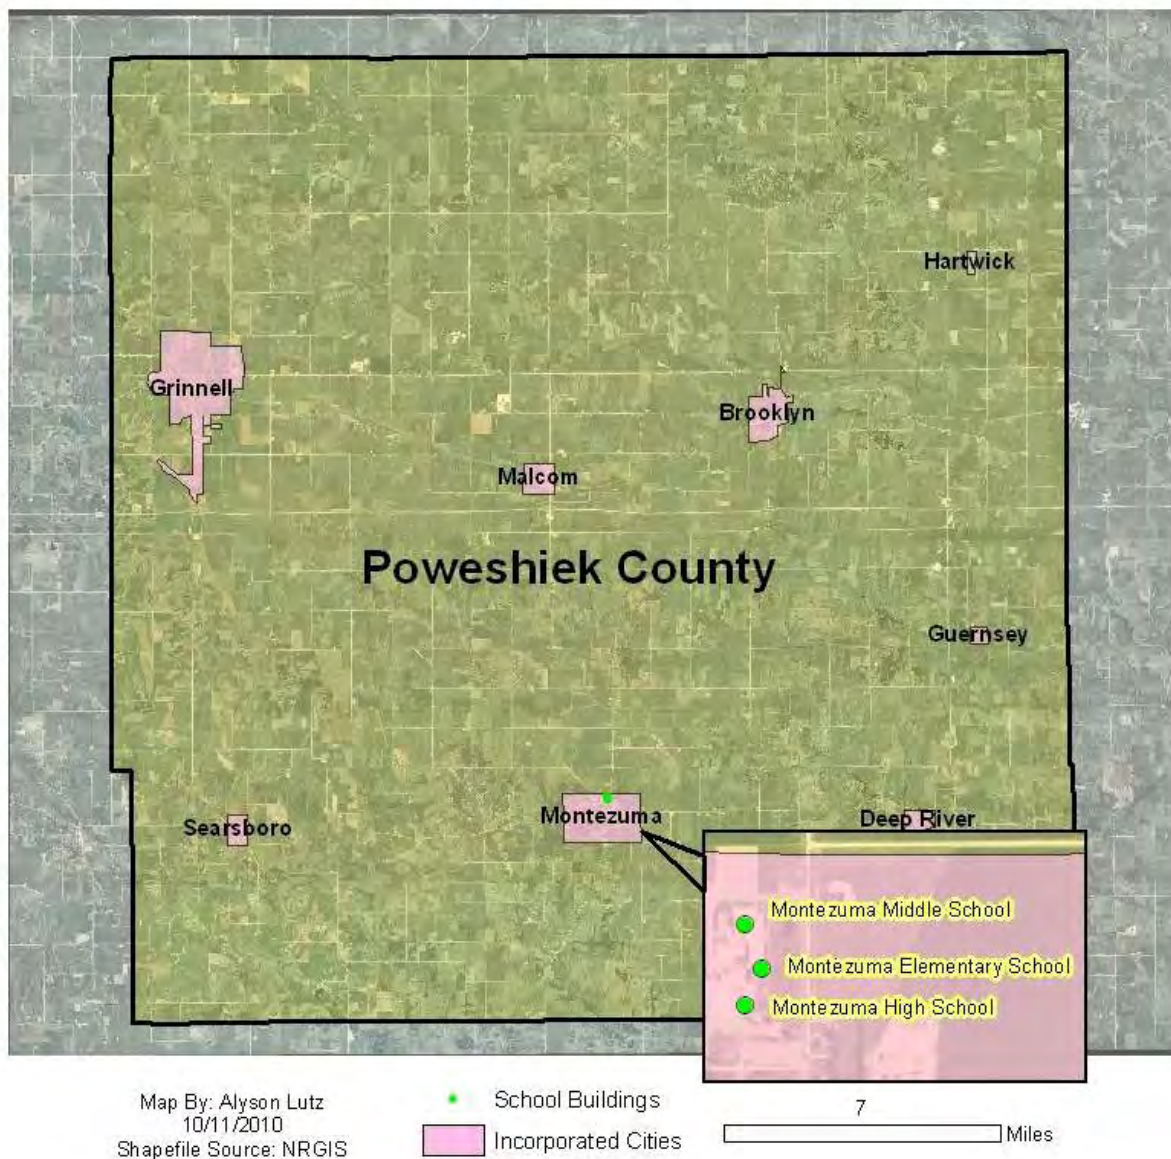 Hartwick
Grinnell
Brooklyn
Malcom
Poweshiek County
Guernsey
Searsboro
Montezuma
Deep River
Montezuma Middle School
Montezuma Elementary School
Montezuma High School
Map By: Alyson Lutz
10/11/2010
Shapefile Source: NRGIS
School Buildings
Incorporated Cities
7
Miles